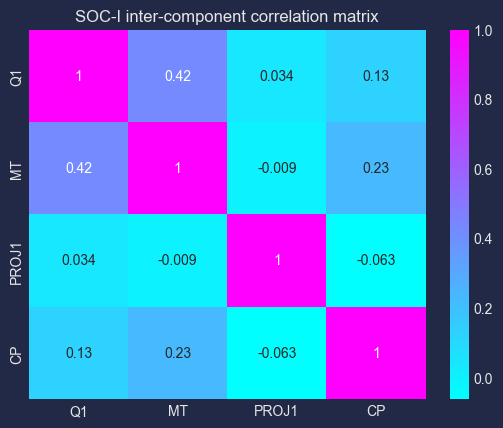 SOC-I inter-component correlation matrix
Q1 1 0.42 0.034 0.13
MT 0.42 1 -0.009 0.23
PROJ1 0.034 -0.009 1 -0.063
CP 0.13 0.23 -0.063 1
Q1 MT PROJ1 CP
1.0
0.8
0.6
0.4
0.2
0.0